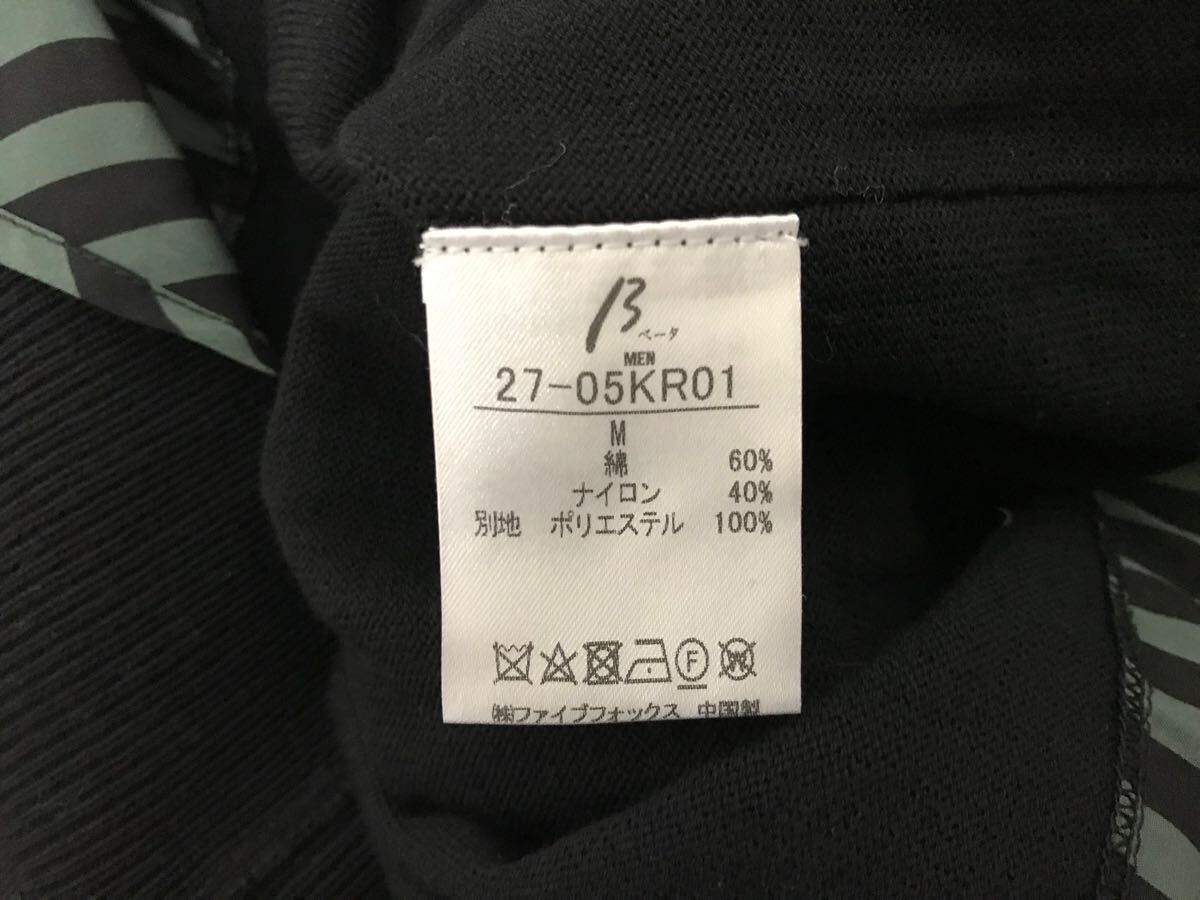 β
ベータ
MEN
27-05KR01
M
綿 60%
ナイロン 40%
別地 ポリエステル 100%
F W
㈱ファイブフォックス 中国製